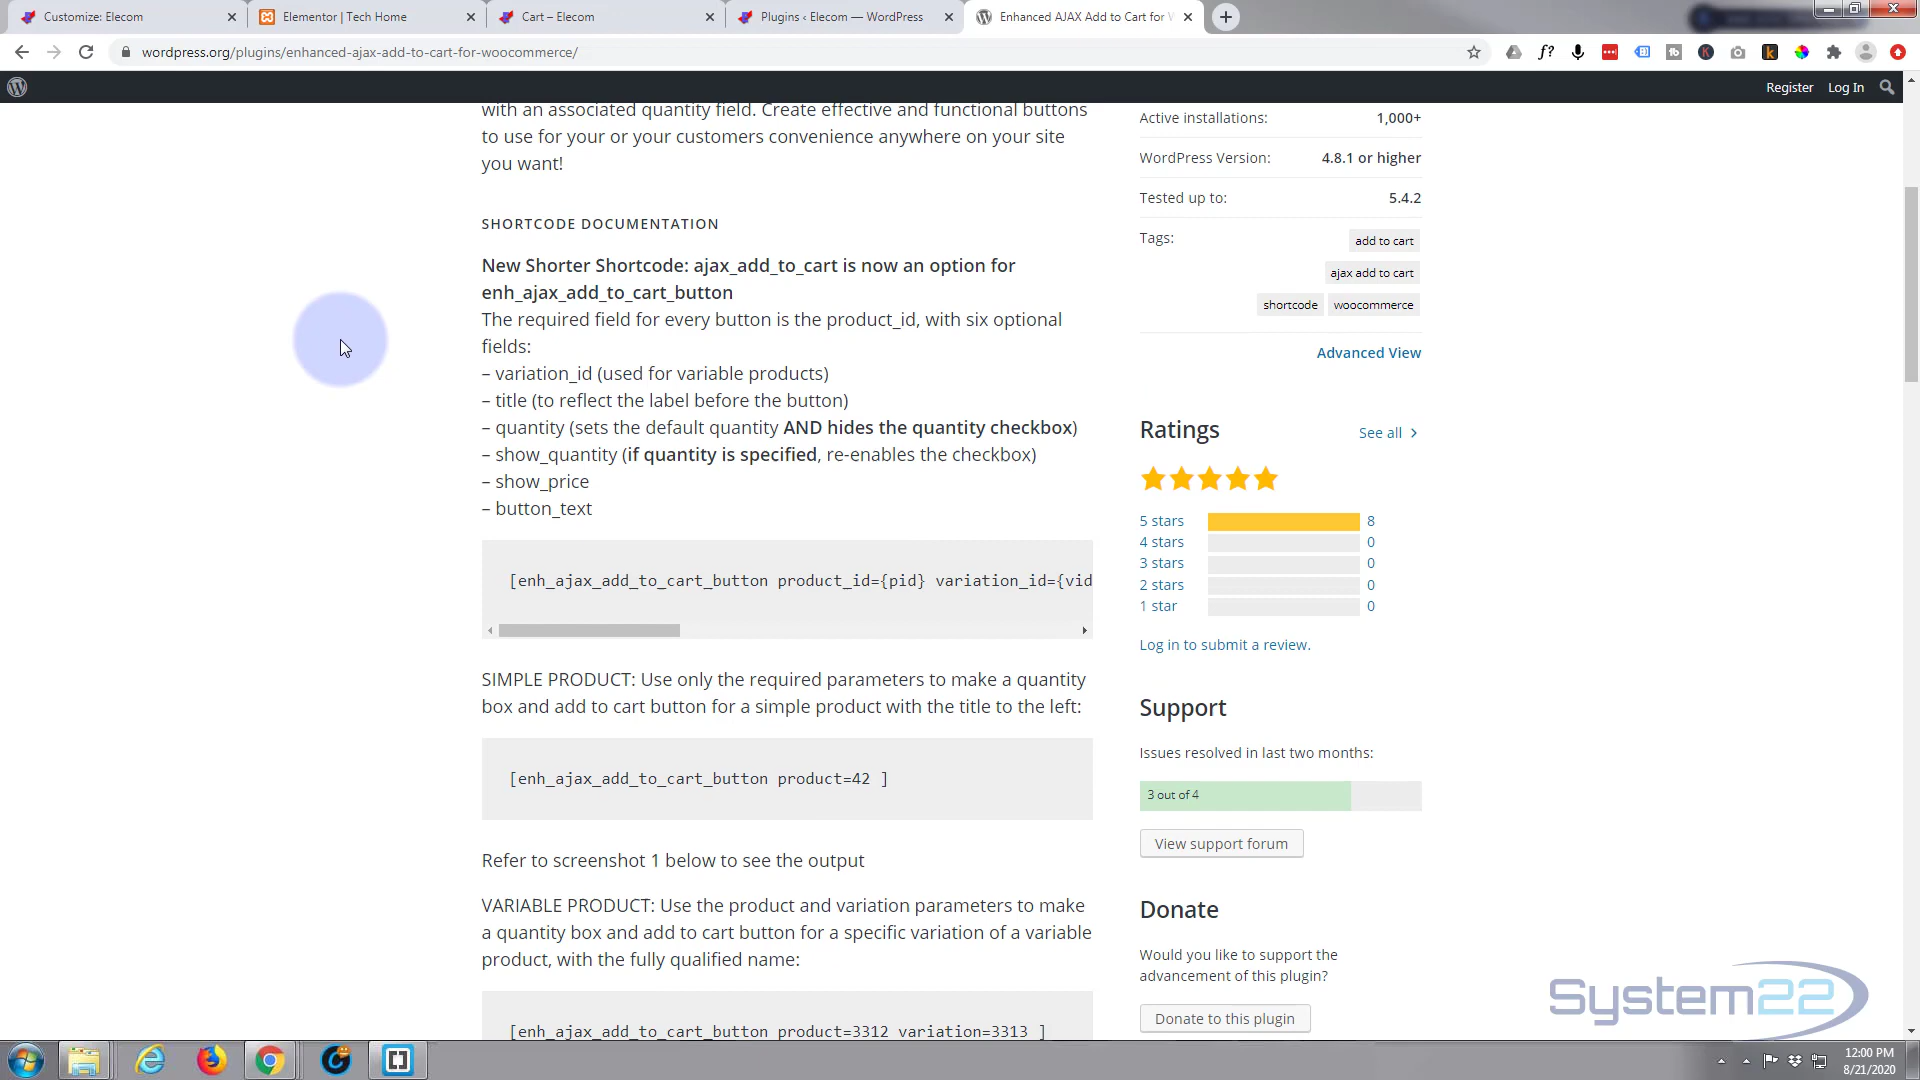 Customize: Elecom
Elementor | Tech Home
Cart – Elecom
Plugins ‹ Elecom — WordPress
Enhanced AJAX Add to Cart for W
wordpress.org/plugins/enhanced-ajax-add-to-cart-for-woocommerce/
Register Log In
with an associated quantity field. Create effective and functional buttons
to use for your or your customers convenience anywhere on your site
you want!
SHORTCODE DOCUMENTATION
New Shorter Shortcode: ajax_add_to_cart is now an option for
enh_ajax_add_to_cart_button
The required field for every button is the product_id, with six optional
fields:
– variation_id (used for variable products)
– title (to reflect the label before the button)
– quantity (sets the default quantity AND hides the quantity checkbox)
– show_quantity (if quantity is specified, re-enables the checkbox)
– show_price
– button_text
[enh_ajax_add_to_cart_button product_id={pid} variation_id={vid
SIMPLE PRODUCT: Use only the required parameters to make a quantity
box and add to cart button for a simple product with the title to the left:
[enh_ajax_add_to_cart_button product=42 ]
Refer to screenshot 1 below to see the output
VARIABLE PRODUCT: Use the product and variation parameters to make
a quantity box and add to cart button for a specific variation of a variable
product, with the fully qualified name:
[enh_ajax_add_to_cart_button product=3312 variation=3313 ]
Active installations: 1,000+
WordPress Version: 4.8.1 or higher
Tested up to: 5.4.2
Tags: add to cart
ajax add to cart
shortcode woocommerce
Advanced View
Ratings See all
5 stars 8
4 stars 0
3 stars 0
2 stars 0
1 star 0
Log in to submit a review.
Support
Issues resolved in last two months:
3 out of 4
View support forum
Donate
Would you like to support the
advancement of this plugin?
Donate to this plugin
System22
12:00 PM
8/21/2020